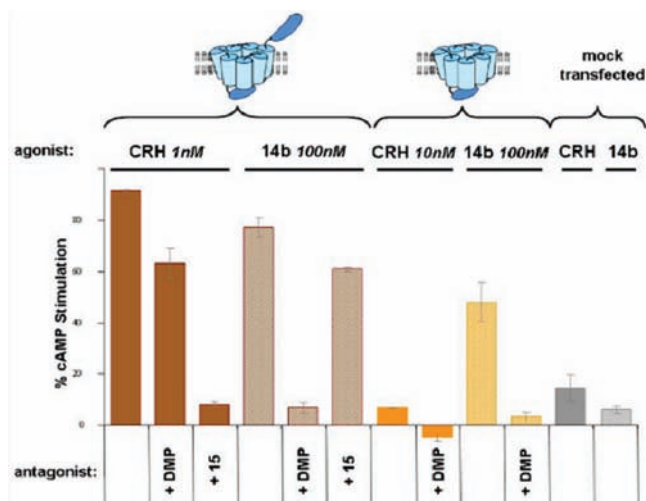 mock
transfected
agonist: CRH 1nM 14b 100nM CRH 10nM 14b 100nM CRH 14b
% cAMP Stimulation
80
60
40
20
0
antagonist: + DMP + 15 + DMP + 15 + DMP + DMP